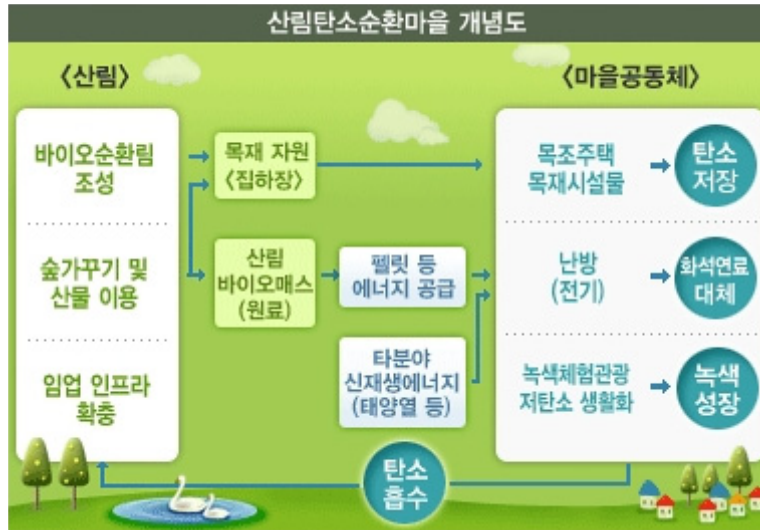 산림탄소순환마을 개념도
〈산림〉
〈마을공동체〉
바이오순환림
조성
숲가꾸기 및
산물 이용
임업 인프라
확충
목재 자원
〈집하장〉
산림
바이오매스
(원료)
펠릿 등
에너지 공급
타분야
신재생에너지
(태양열 등)
목조주택
목재시설물
탄소
저장
난방
(전기)
화석연료
대체
녹색체험관광
저탄소 생활화
녹색
성장
탄소
흡수